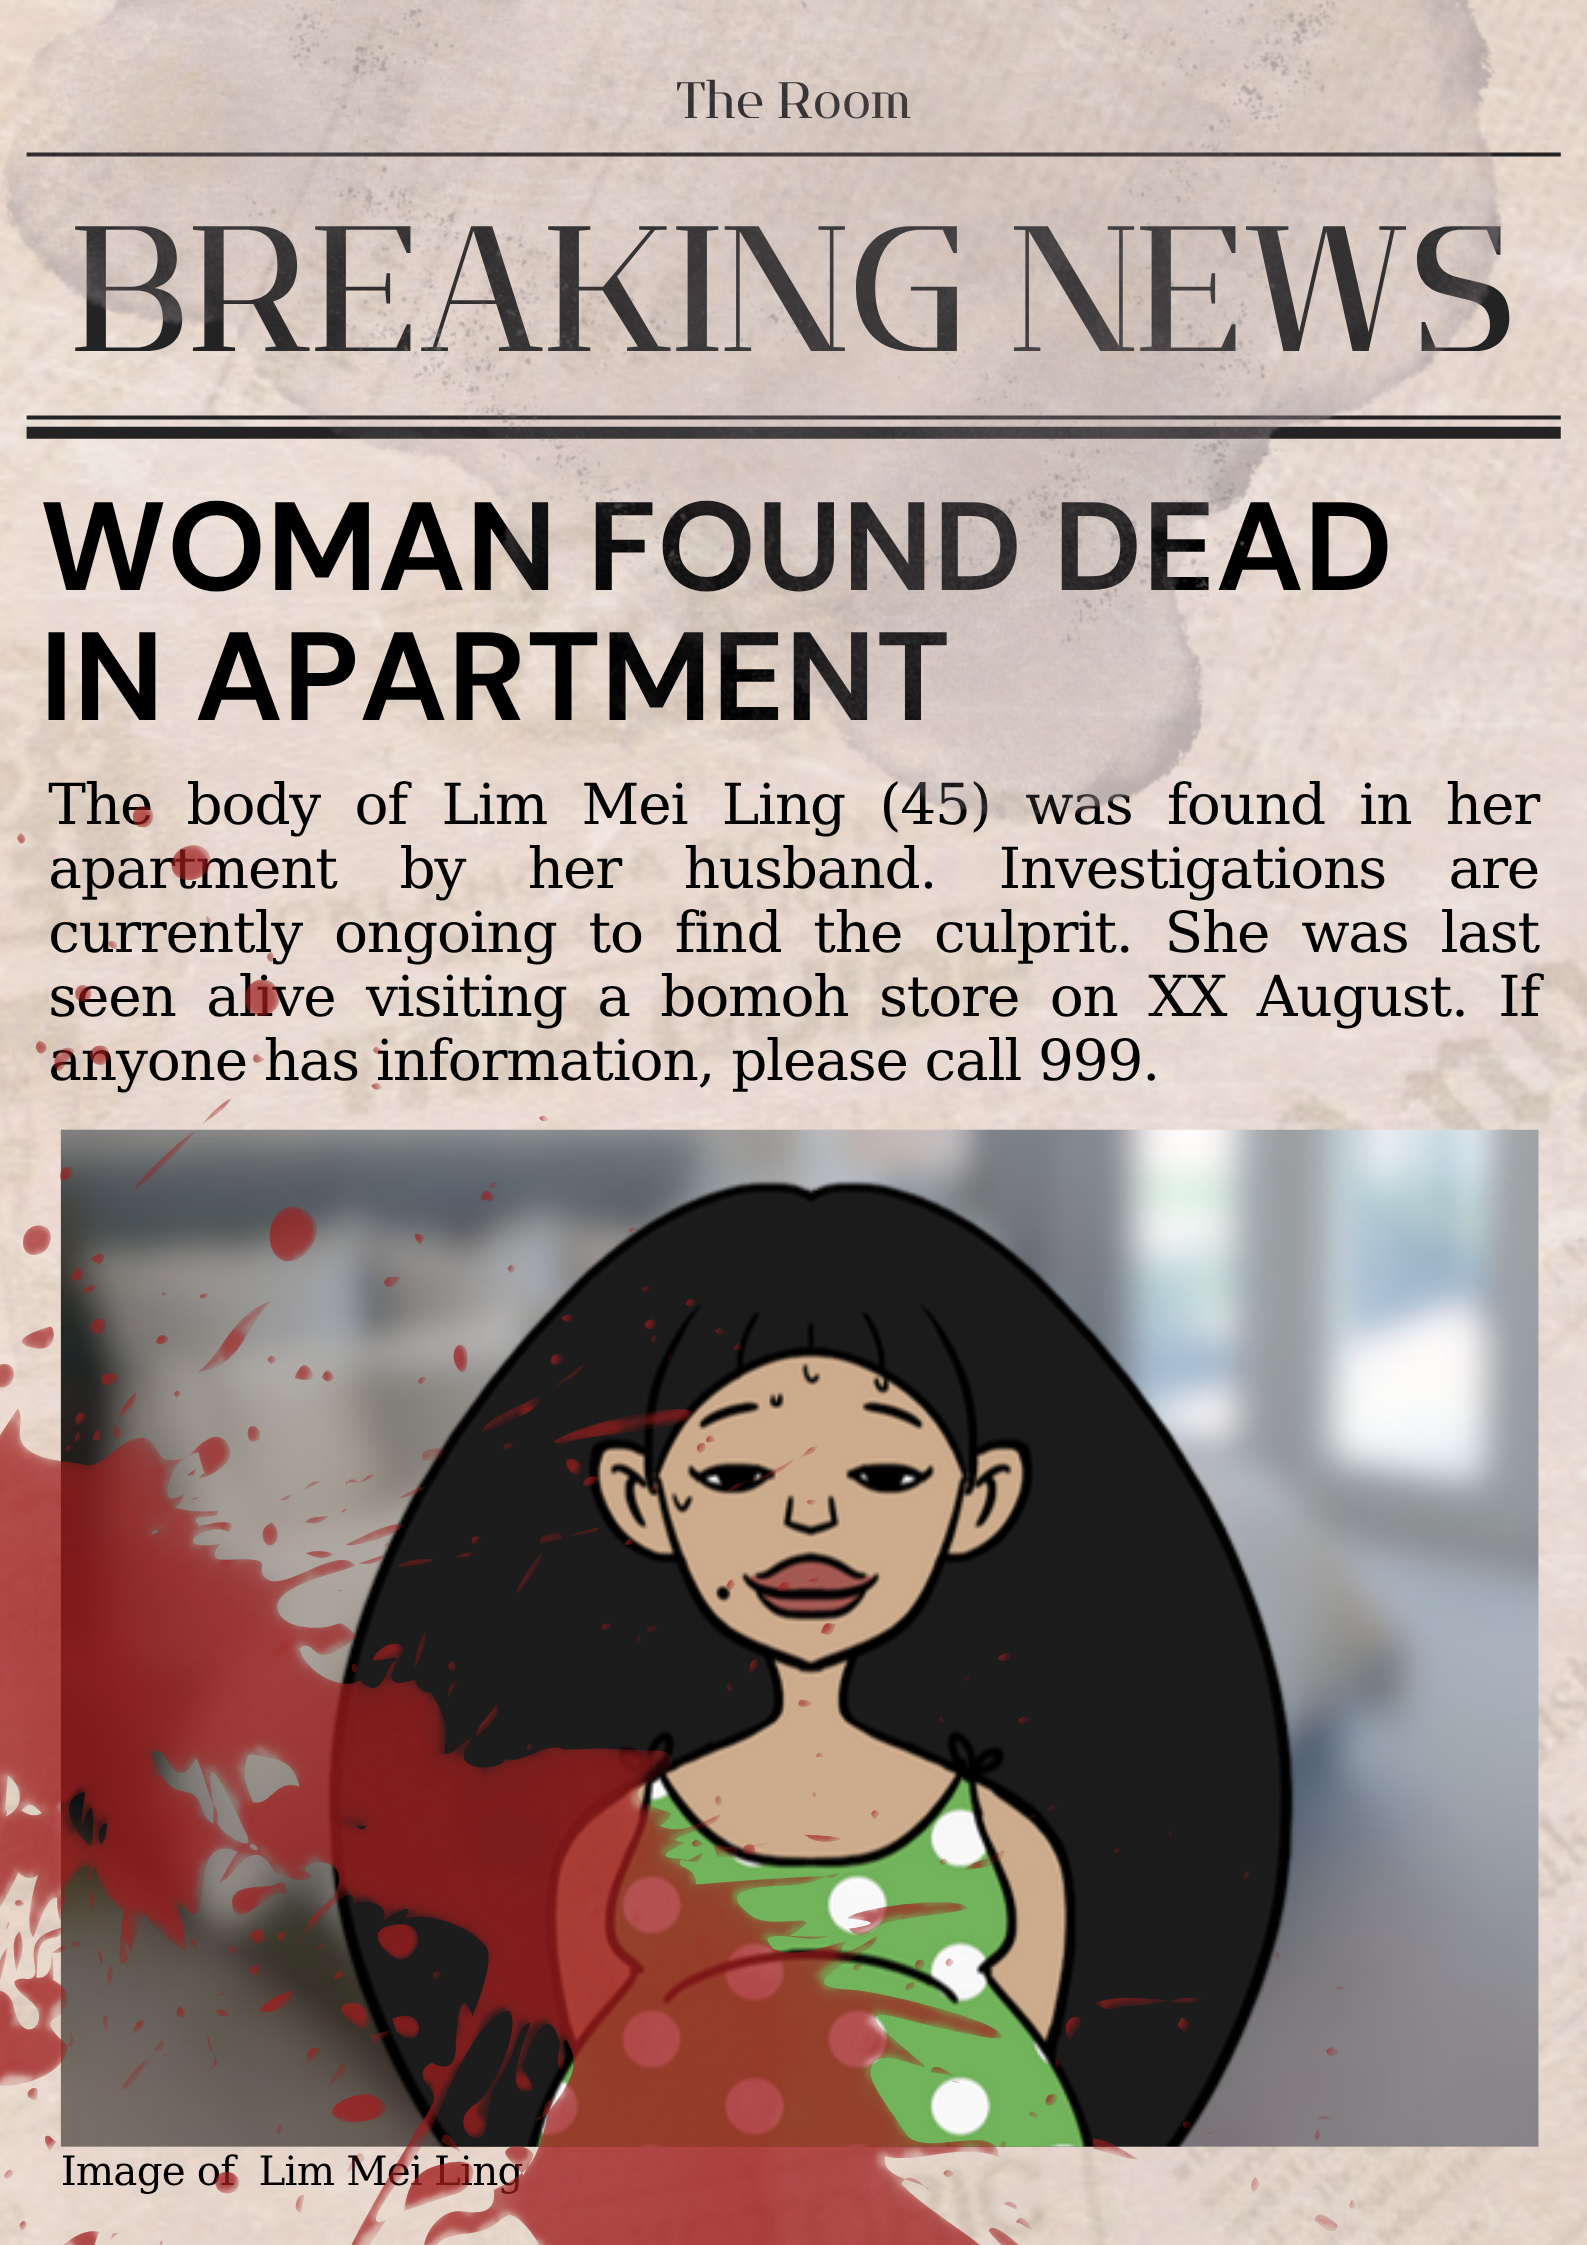 The Room
BREAKING NEWS
WOMAN FOUND DEAD
IN APARTMENT
The body of Lim Mei Ling (45) was found in her
apartment by her husband. Investigations are
currently ongoing to find the culprit. She was last
seen alive visiting a bomoh store on XX August. If
anyone has information, please call 999.
Image of Lim Mei Ling